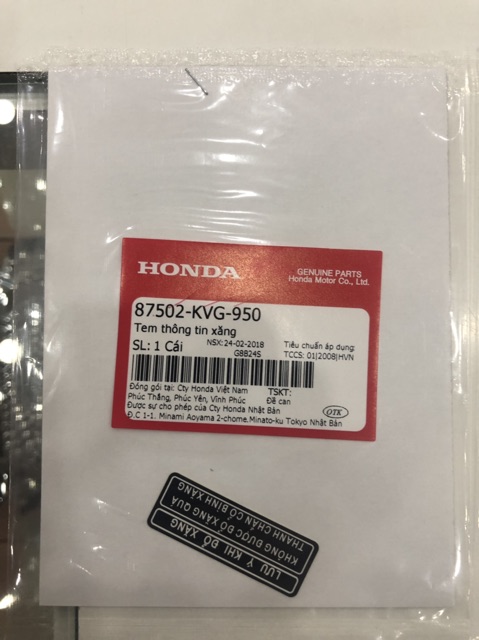 HONDA
GENUINE PARTS
Honda Motor Co., Ltd.
87502-KVG-950
Tem thông tin xăng
SL: 1 Cái
NSX:24-02-2018
G8824S
Tiêu chuẩn áp dụng:
TCCS: 01|2008|HVN
Đóng gói tại: Cty Honda Việt Nam
Phúc Thắng, Phúc Yên, Vĩnh Phúc
TSKT:
Đề can
Được sự cho phép của Cty Honda Nhật Bản
Đ.C 1-1. Minami Aoyama 2-chome.Minato-ku Tokyo Nhật Bản
OTK
LƯU Ý KHI ĐỔ XĂNG
KHÔNG ĐƯỢC ĐỔ XĂNG QUÁ
THANH CHẮN CỔ BÌNH XĂNG